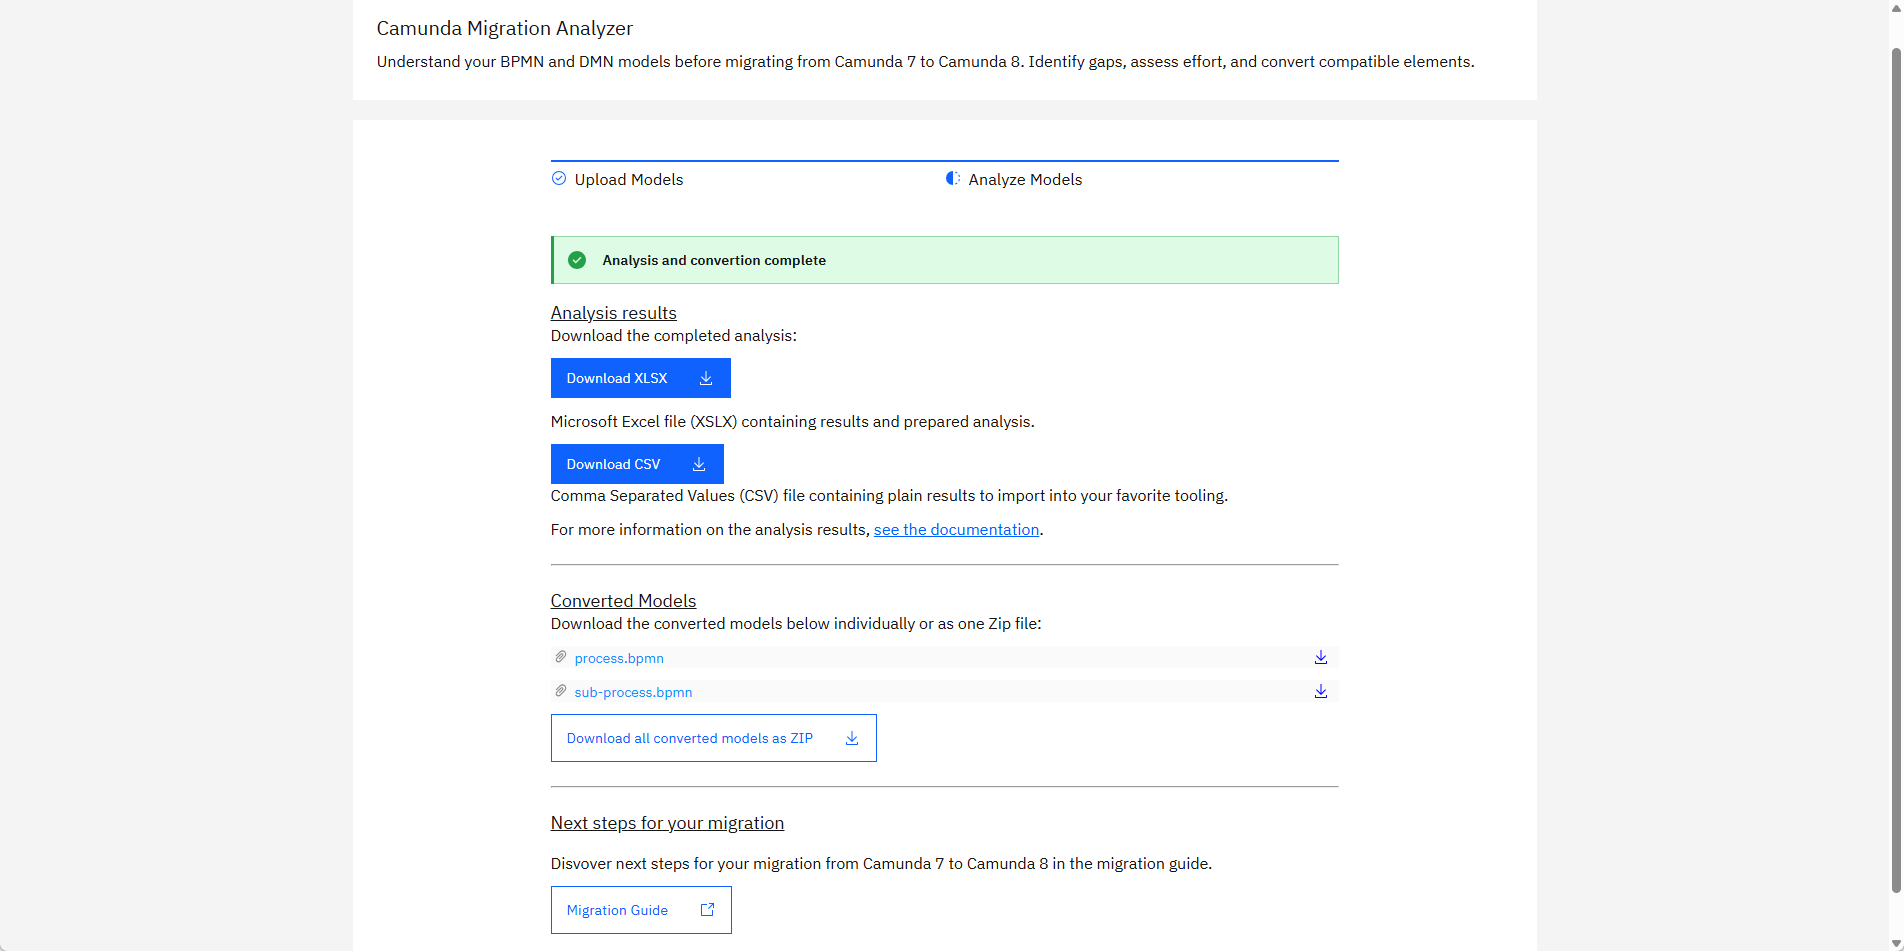 Camunda Migration Analyzer
Understand your BPMN and DMN models before migrating from Camunda 7 to Camunda 8. Identify gaps, assess effort, and convert compatible elements.
Upload Models
Analyze Models
Analysis and convertion complete
Analysis results
Download the completed analysis:
Download XLSX
Microsoft Excel file (XSLX) containing results and prepared analysis.
Download CSV
Comma Separated Values (CSV) file containing plain results to import into your favorite tooling.
For more information on the analysis results, see the documentation.
Converted Models
Download the converted models below individually or as one Zip file:
process.bpmn
sub-process.bpmn
Download all converted models as ZIP
Next steps for your migration
Disvover next steps for your migration from Camunda 7 to Camunda 8 in the migration guide.
Migration Guide